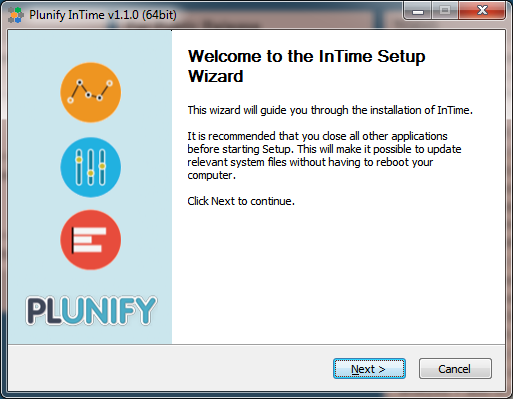 Plunify InTime v1.1.0 (64bit)
Welcome to the InTime Setup
Wizard
This wizard will guide you through the installation of InTime.
It is recommended that you close all other applications
before starting Setup. This will make it possible to update
relevant system files without having to reboot your
computer.
Click Next to continue.
PLUNIFY
Next >
Cancel